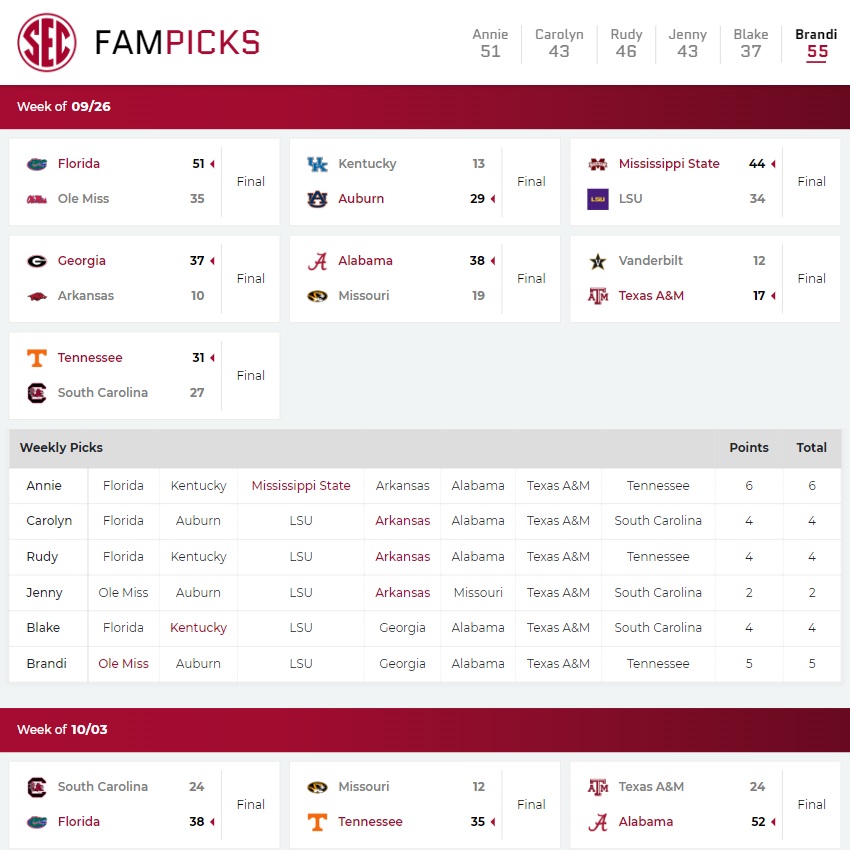 SEC FAMPICKS
Annie Carolyn Rudy Jenny Blake Brandi
51 43 46 43 37 55
Week of 09/26
Florida 51
Ole Miss 35
Final
Kentucky 13
Auburn 29
Final
Mississippi State 44
LSU LSU 34
Final
Georgia 37
Arkansas 10
Final
Alabama 38
Missouri 19
Final
Vanderbilt 12
Texas A&M 17
Final
Tennessee 31
South Carolina 27
Final
Weekly Picks Points Total
Annie Florida Kentucky Mississippi State Arkansas Alabama Texas A&M Tennessee 6 6
Carolyn Florida Auburn LSU Arkansas Alabama Texas A&M South Carolina 4 4
Rudy Florida Kentucky LSU Arkansas Alabama Texas A&M Tennessee 4 4
Jenny Ole Miss Auburn LSU Arkansas Missouri Texas A&M South Carolina 2 2
Blake Florida Kentucky LSU Georgia Alabama Texas A&M South Carolina 4 4
Brandi Ole Miss Auburn LSU Georgia Alabama Texas A&M Tennessee 5 5
Week of 10/03
South Carolina 24
Florida 38
Final
Missouri 12
Tennessee 35
Final
Texas A&M 24
Alabama 52
Final